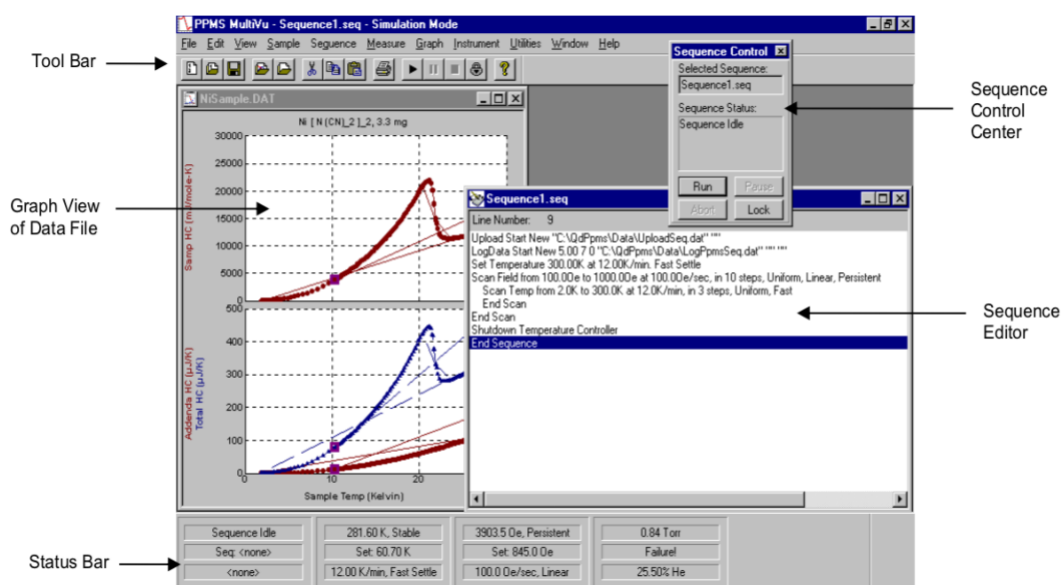 PPMS MultiVu - Sequence1.seq - Simulation Mode
File Edit View Sample Sequence Measure Graph Instrument Utilities Window Help
Tool Bar
Sequence Control
Selected Sequence:
Sequence1.seq
Sequence Status:
Sequence Idle
Run Pause
Abort Lock
Sequence
Control
Center
NiSample.DAT
Ni [ N(CN)_2 ]_2, 3.3 mg
30000
25000
20000
15000
10000
5000
0
Samp HC (mJ/mole-K)
Graph View
of Data File
500
400
300
200
100
0
Addenda HC (µJ/K)
Total HC (µJ/K)
0 10 20
Sample Temp (Kelvin)
Sequence1.seq
Line Number: 9
Upload Start New "C:\QdPpms\Data\UploadSeq.dat" ""
LogData Start New 5.00 7 0 "C:\QdPpms\Data\LogPpmsSeq.dat" "" ""
Set Temperature 300.00K at 12.00K/min. Fast Settle
Scan Field from 100.0Oe to 1000.0Oe at 100.0Oe/sec, in 10 steps, Uniform, Linear, Persistent
Scan Temp from 2.0K to 300.0K at 12.0K/min, in 3 steps, Uniform, Fast
End Scan
End Scan
Shutdown Temperature Controller
End Sequence
Sequence
Editor
Status Bar
Sequence Idle 281.60 K, Stable 3903.5 Oe, Persistent 0.84 Torr
Seq: <none> Set: 60.70 K Set: 845.0 Oe Failure!
<none> 12.00 K/min, Fast Settle 100.0 Oe/sec, Linear 25.50% He